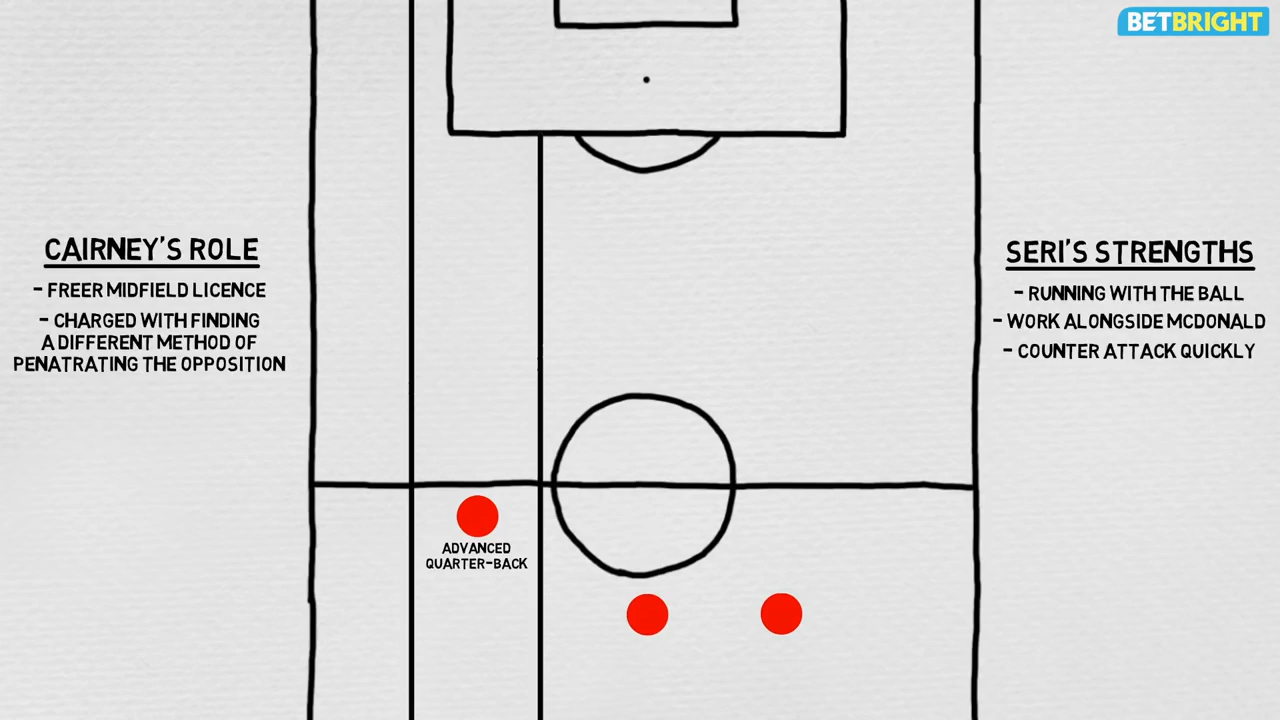 BETBRIGHT
CAIRNEY'S ROLE
- FREER MIDFIELD LICENCE
- CHARGED WITH FINDING
A DIFFERENT METHOD OF
PENATRATING THE OPPOSITION
SERI'S STRENGTHS
- RUNNING WITH THE BALL
- WORK ALONGSIDE MCDONALD
- COUNTER ATTACK QUICKLY
ADVANCED
QUARTER-BACK